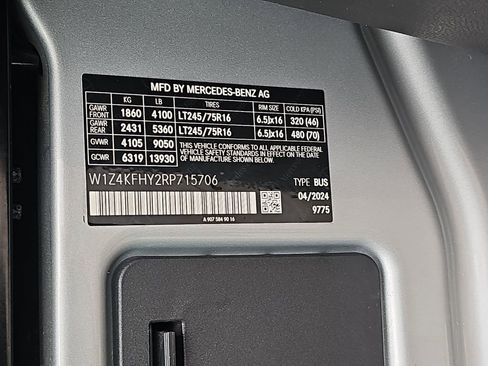 MFD BY MERCEDES-BENZ AG
KG LB TIRES RIM SIZE COLD KPA (PSI)
GAWR FRONT 1860 4100 LT245/75R16 6.5Jx16 320 (46)
GAWR REAR 2431 5360 LT245/75R16 6.5Jx16 480 (70)
GVWR 4105 9050
GCWR 6319 13930
THIS VEHICLE CONFORMS TO ALL APPLICABLE
FEDERAL MOTOR VEHICLE SAFETY
STANDARDS IN EFFECT ON THE DATE
OF MANUFACTURE SHOWN ABOVE.
W1Z4KFHY2RP715706
TYPE BUS
04/2024
9775
A 907 584 90 16